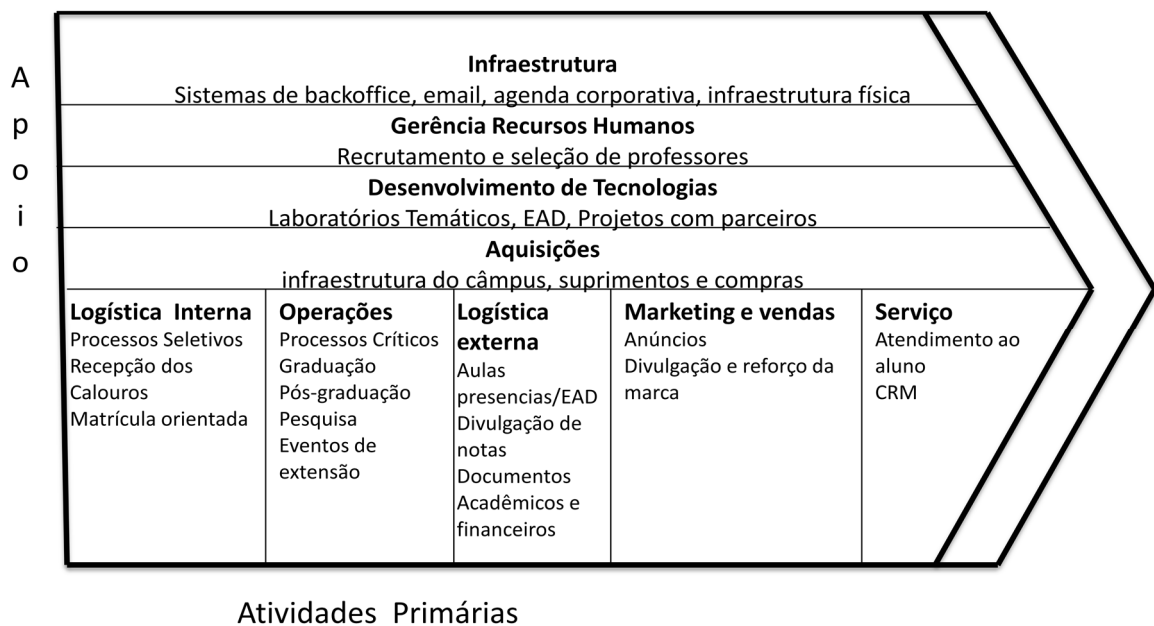 Apoio
Infraestrutura
Sistemas de backoffice, email, agenda corporativa, infraestrutura física
Gerência Recursos Humanos
Recrutamento e seleção de professores
Desenvolvimento de Tecnologias
Laboratórios Temáticos, EAD, Projetos com parceiros
Aquisições
infraestrutura do câmpus, suprimentos e compras
Logística Interna
Processos Seletivos
Recepção dos
Calouros
Matrícula orientada
Operações
Processos Críticos
Graduação
Pós-graduação
Pesquisa
Eventos de
extensão
Logística
externa
Aulas
presencias/EAD
Divulgação de
notas
Documentos
Acadêmicos e
financeiros
Marketing e vendas
Anúncios
Divulgação e reforço da
marca
Serviço
Atendimento ao
aluno
CRM
Atividades Primárias